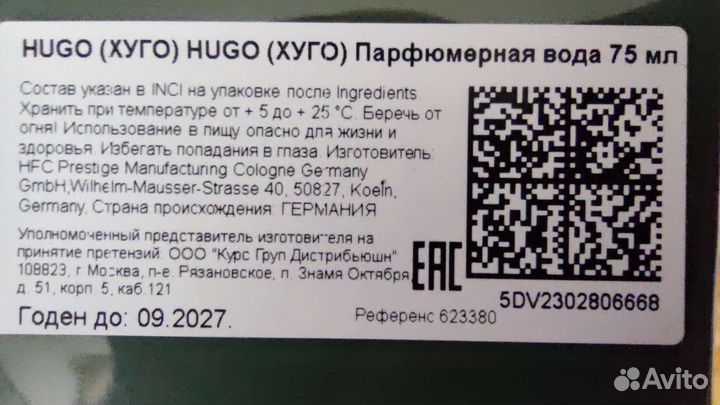 HUGO (ХУГО) HUGO (ХУГО) Парфюмерная вода 75 мл
Состав указан в INCI на упаковке после Ingredients.
Хранить при температуре от + 5 до + 25 °С. Беречь от
огня! Использование в пищу опасно для жизни и
здоровья. Избегать попадания в глаза. Изготовитель:
HFC Prestige Manufacturing Cologne Germany
GmbH,Wilhelm-Mausser-Strasse 40, 50827, Koeln,
Germany, Страна происхождения: ГЕРМАНИЯ
Уполномоченный представитель изготовителя на
принятие претензий: ООО "Курс Груп Дистрибьюшн"
108823, г. Москва, п-е. Рязановское, п. Знамя Октября,
д. 51, корп. 5, каб.121
EAC
5DV2302806668
Годен до: 09.2027.
Референс 623380
Avito